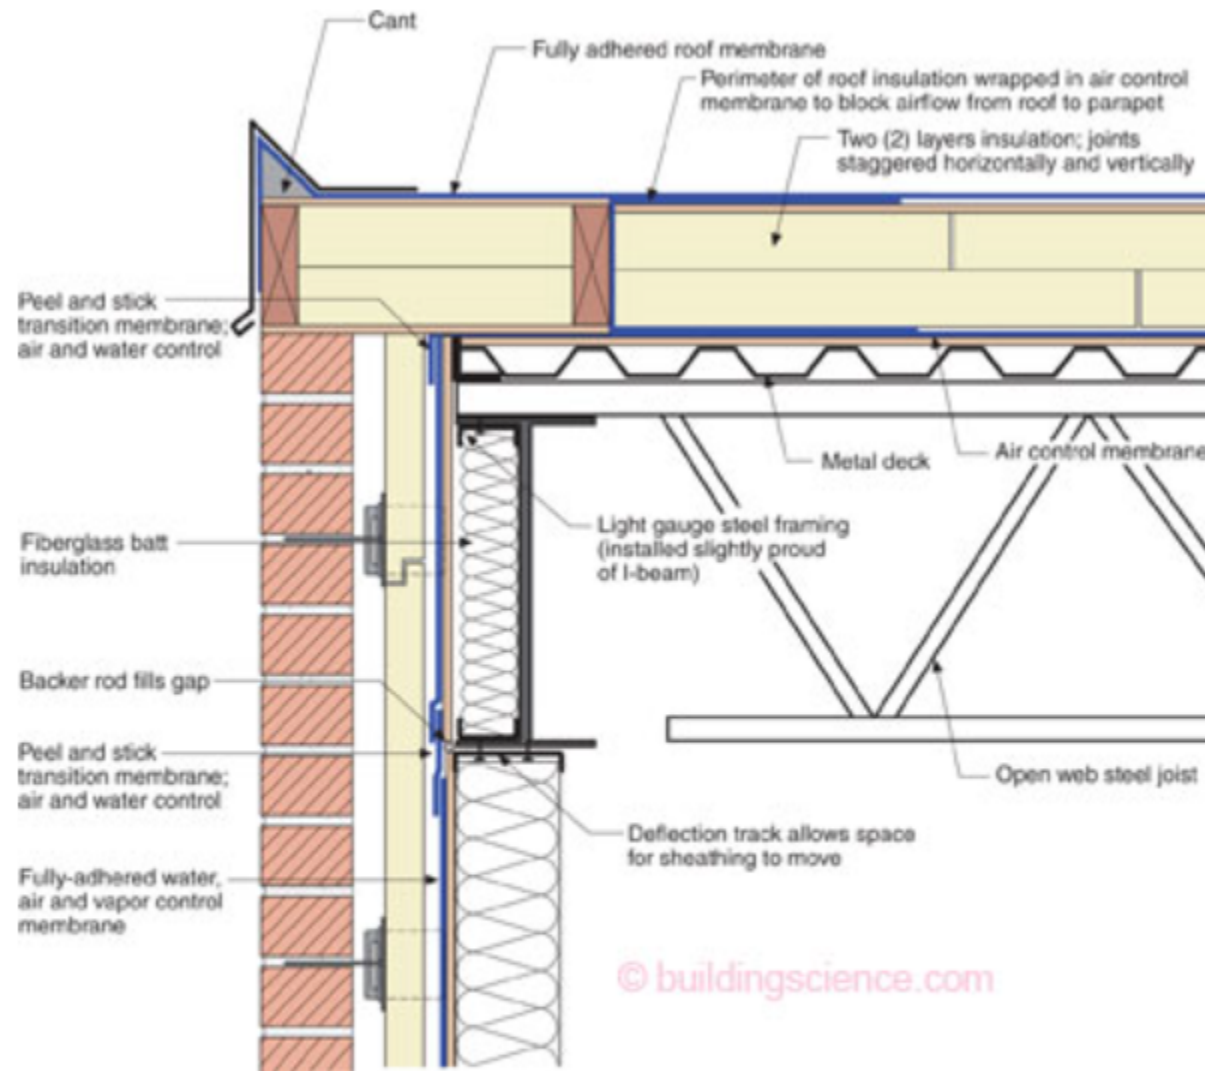 Cant
Fully adhered roof membrane
Perimeter of roof insulation wrapped in air control
membrane to block airflow from roof to parapet
Two (2) layers insulation; joints
staggered horizontally and vertically
Peel and stick
transition membrane;
air and water control
Metal deck
Air control membrane
Light gauge steel framing
(installed slightly proud
of I-beam)
Fiberglass batt
insulation
Backer rod fills gap
Peel and stick
transition membrane;
air and water control
Open web steel joist
Deflection track allows space
for sheathing to move
Fully-adhered water,
air and vapor control
membrane
© buildingscience.com